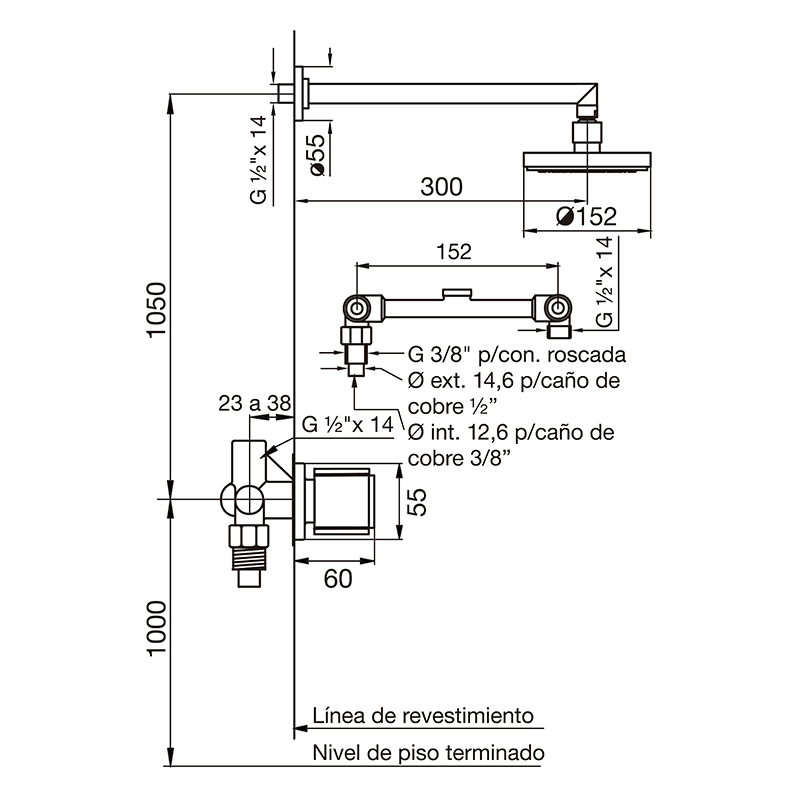 G ½"x 14
55
300
152
1050
152
G ½"x 14
G 3/8" p/con. roscada
Ø ext. 14,6 p/caño de
cobre ½”
Ø int. 12,6 p/caño de
cobre 3/8”
23 a 38
G ½"x 14
55
60
1000
Línea de revestimiento
Nivel de piso terminado